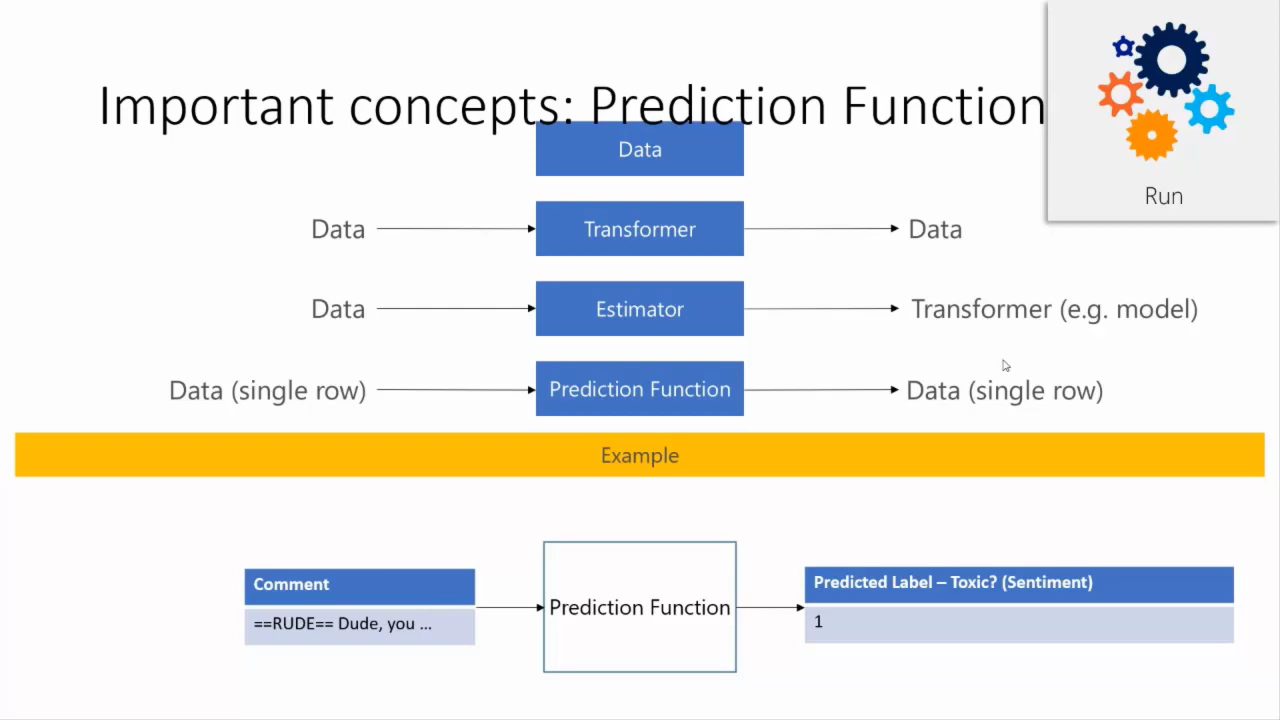 Important concepts: Prediction Function
Run
Data
Data Transformer Data
Data Estimator Transformer (e.g. model)
Data (single row) Prediction Function Data (single row)
Example
Comment
==RUDE== Dude, you ...
Prediction Function
Predicted Label – Toxic? (Sentiment)
1